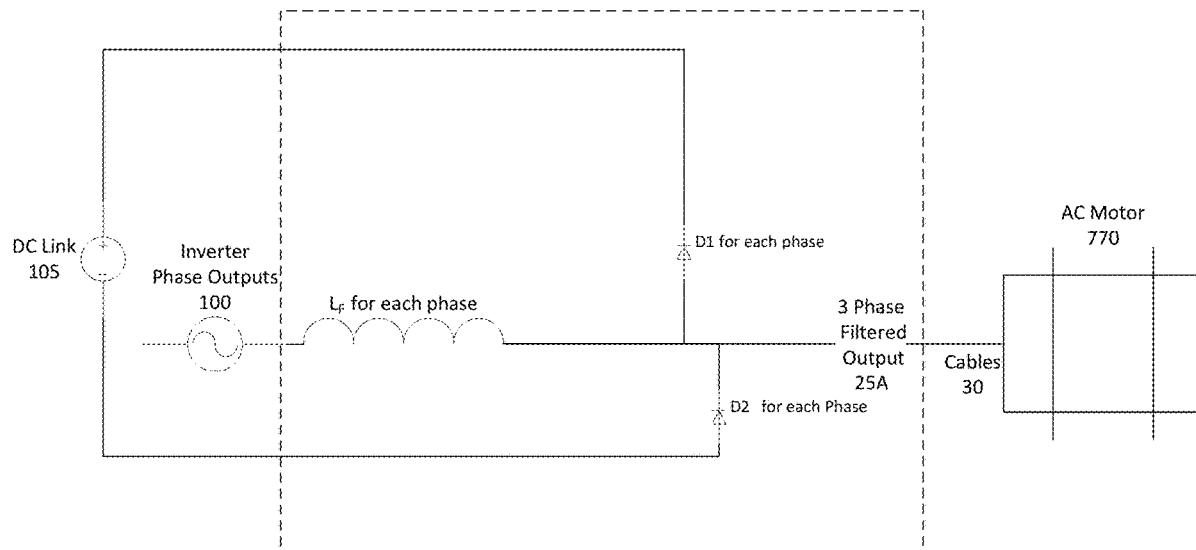 DC Link
105
Inverter
Phase Outputs
100
LF for each phase
D1 for each phase
D2 for each Phase
3 Phase
Filtered
Output
25A
Cables
30
AC Motor
770